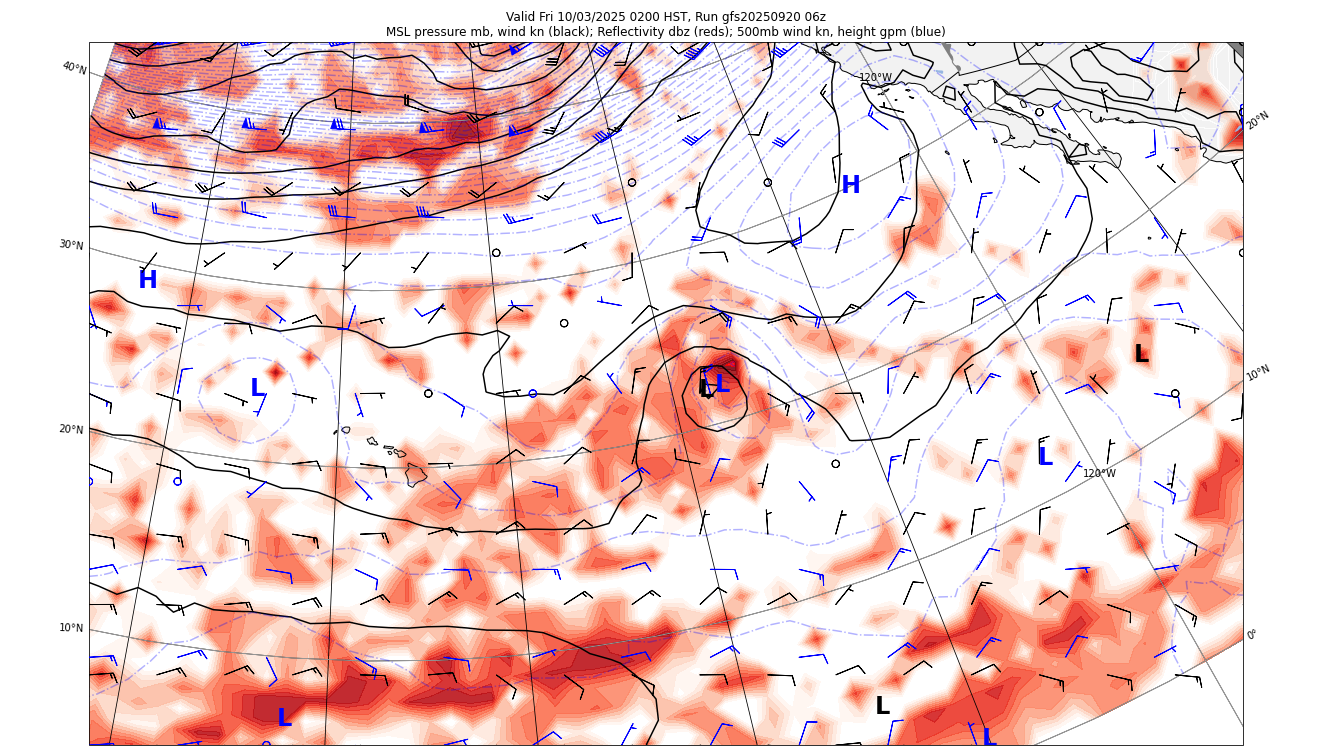 Valid Fri 10/03/2025 0200 HST, Run gfs20250920 06z
MSL pressure mb, wind kn (black); Reflectivity dbz (reds); 500mb wind kn, height gpm (blue)
40°N
120°W
20°N
H
30°N
H
L
10°N
L
L
L
20°N
L
120°W
10°N
0°
L
L
L